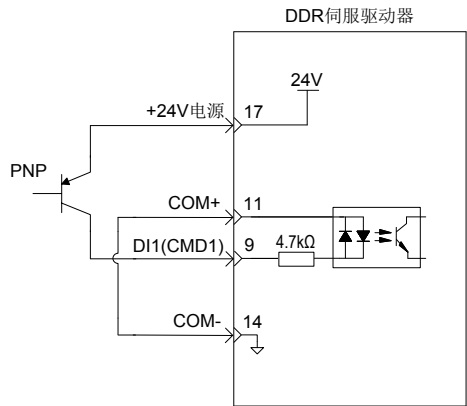 DDR伺服驱动器
24V
+24V电源
17
PNP
COM+
11
DI1(CMD1)
9
4.7kΩ
COM-
14